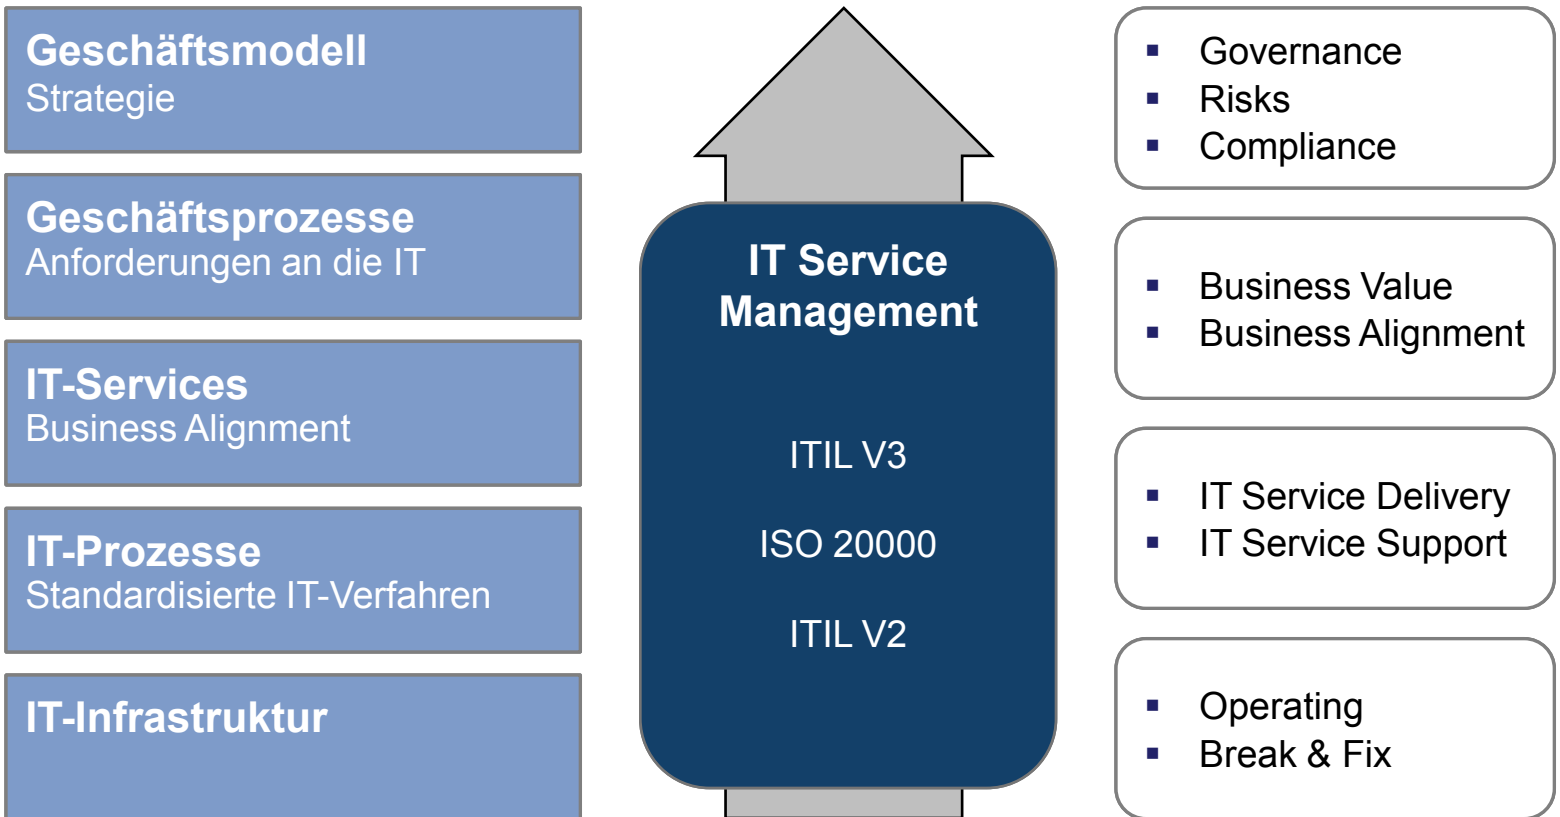 Geschäftsmodell
Strategie
Geschäftsprozesse
Anforderungen an die IT
IT-Services
Business Alignment
IT-Prozesse
Standardisierte IT-Verfahren
IT-Infrastruktur
IT Service
Management
ITIL V3
ISO 20000
ITIL V2
▪ Governance
▪ Risks
▪ Compliance
▪ Business Value
▪ Business Alignment
▪ IT Service Delivery
▪ IT Service Support
▪ Operating
▪ Break & Fix